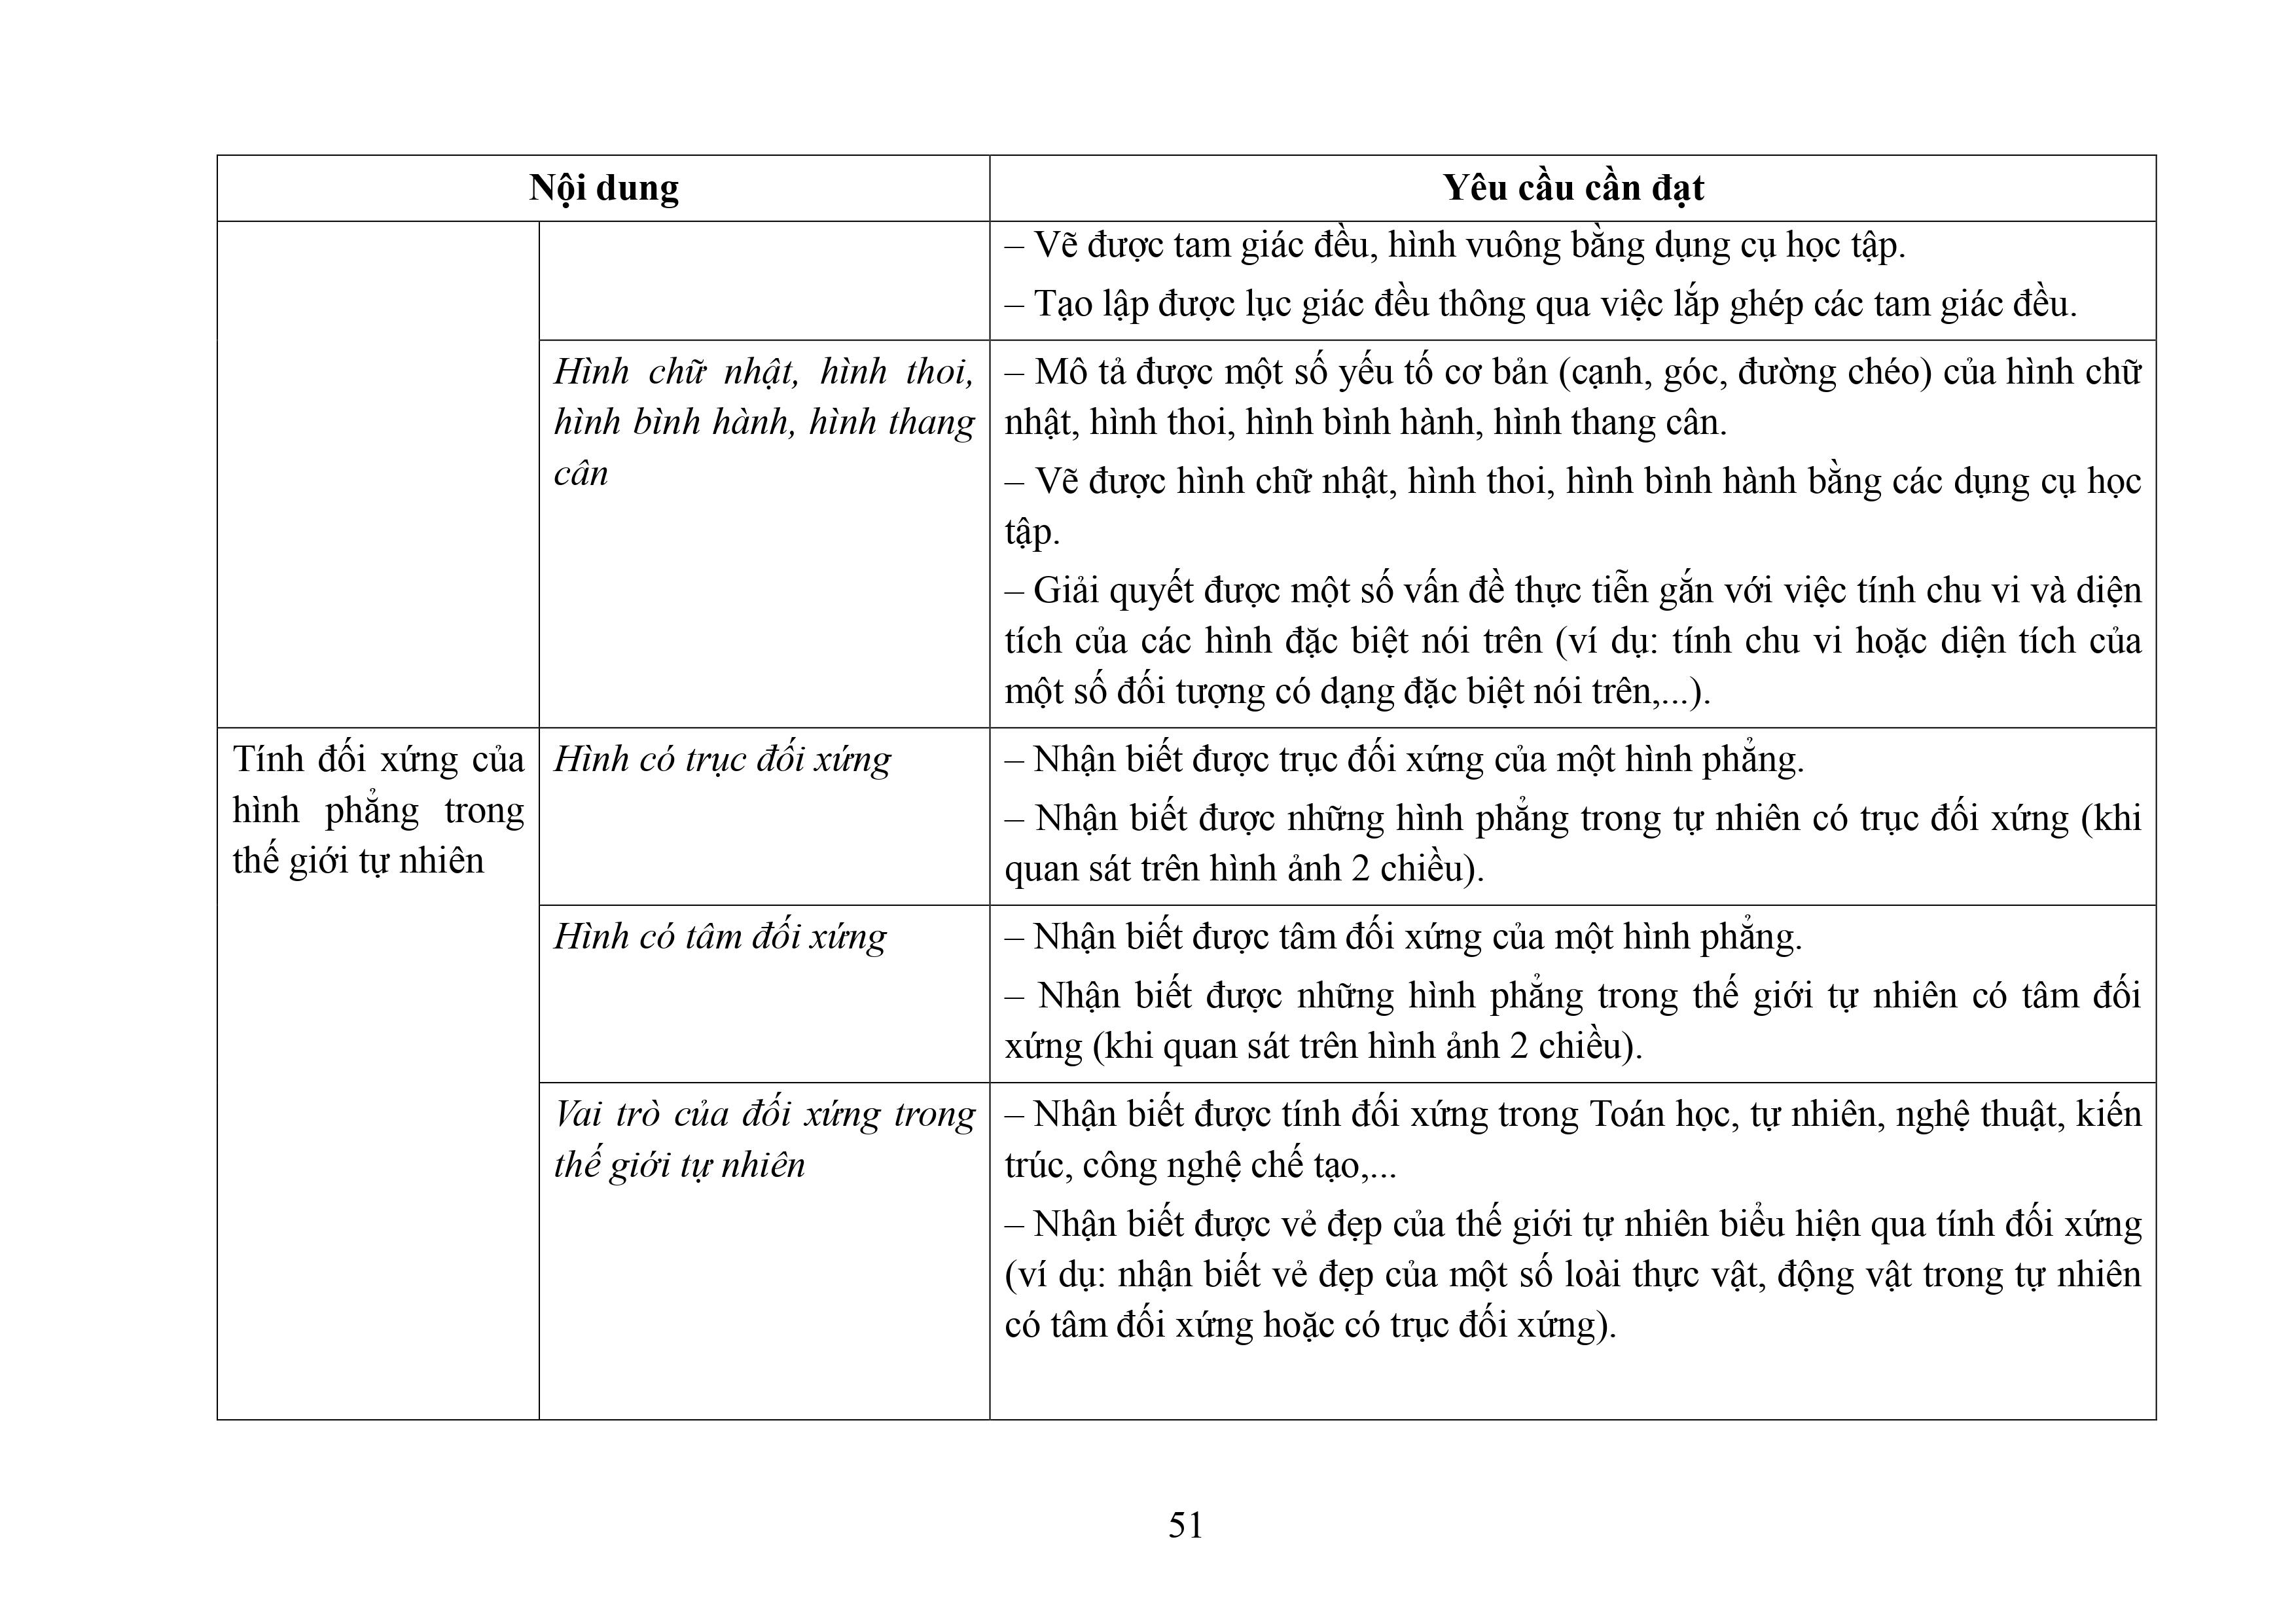 Nội dung
Yêu cầu cần đạt
– Vẽ được tam giác đều, hình vuông bằng dụng cụ học tập.
– Tạo lập được lục giác đều thông qua việc lắp ghép các tam giác đều.
Hình chữ nhật, hình thoi,
hình bình hành, hình thang
cân
– Mô tả được một số yếu tố cơ bản (cạnh, góc, đường chéo) của hình chữ
nhật, hình thoi, hình bình hành, hình thang cân.
– Vẽ được hình chữ nhật, hình thoi, hình bình hành bằng các dụng cụ học
tập.
– Giải quyết được một số vấn đề thực tiễn gắn với việc tính chu vi và diện
tích của các hình đặc biệt nói trên (ví dụ: tính chu vi hoặc diện tích của
một số đối tượng có dạng đặc biệt nói trên,...).
Tính đối xứng của
hình phẳng trong
thế giới tự nhiên
Hình có trục đối xứng
– Nhận biết được trục đối xứng của một hình phẳng.
– Nhận biết được những hình phẳng trong tự nhiên có trục đối xứng (khi
quan sát trên hình ảnh 2 chiều).
Hình có tâm đối xứng
– Nhận biết được tâm đối xứng của một hình phẳng.
– Nhận biết được những hình phẳng trong thế giới tự nhiên có tâm đối
xứng (khi quan sát trên hình ảnh 2 chiều).
Vai trò của đối xứng trong
thế giới tự nhiên
– Nhận biết được tính đối xứng trong Toán học, tự nhiên, nghệ thuật, kiến
trúc, công nghệ chế tạo,...
– Nhận biết được vẻ đẹp của thế giới tự nhiên biểu hiện qua tính đối xứng
(ví dụ: nhận biết vẻ đẹp của một số loài thực vật, động vật trong tự nhiên
có tâm đối xứng hoặc có trục đối xứng).
51